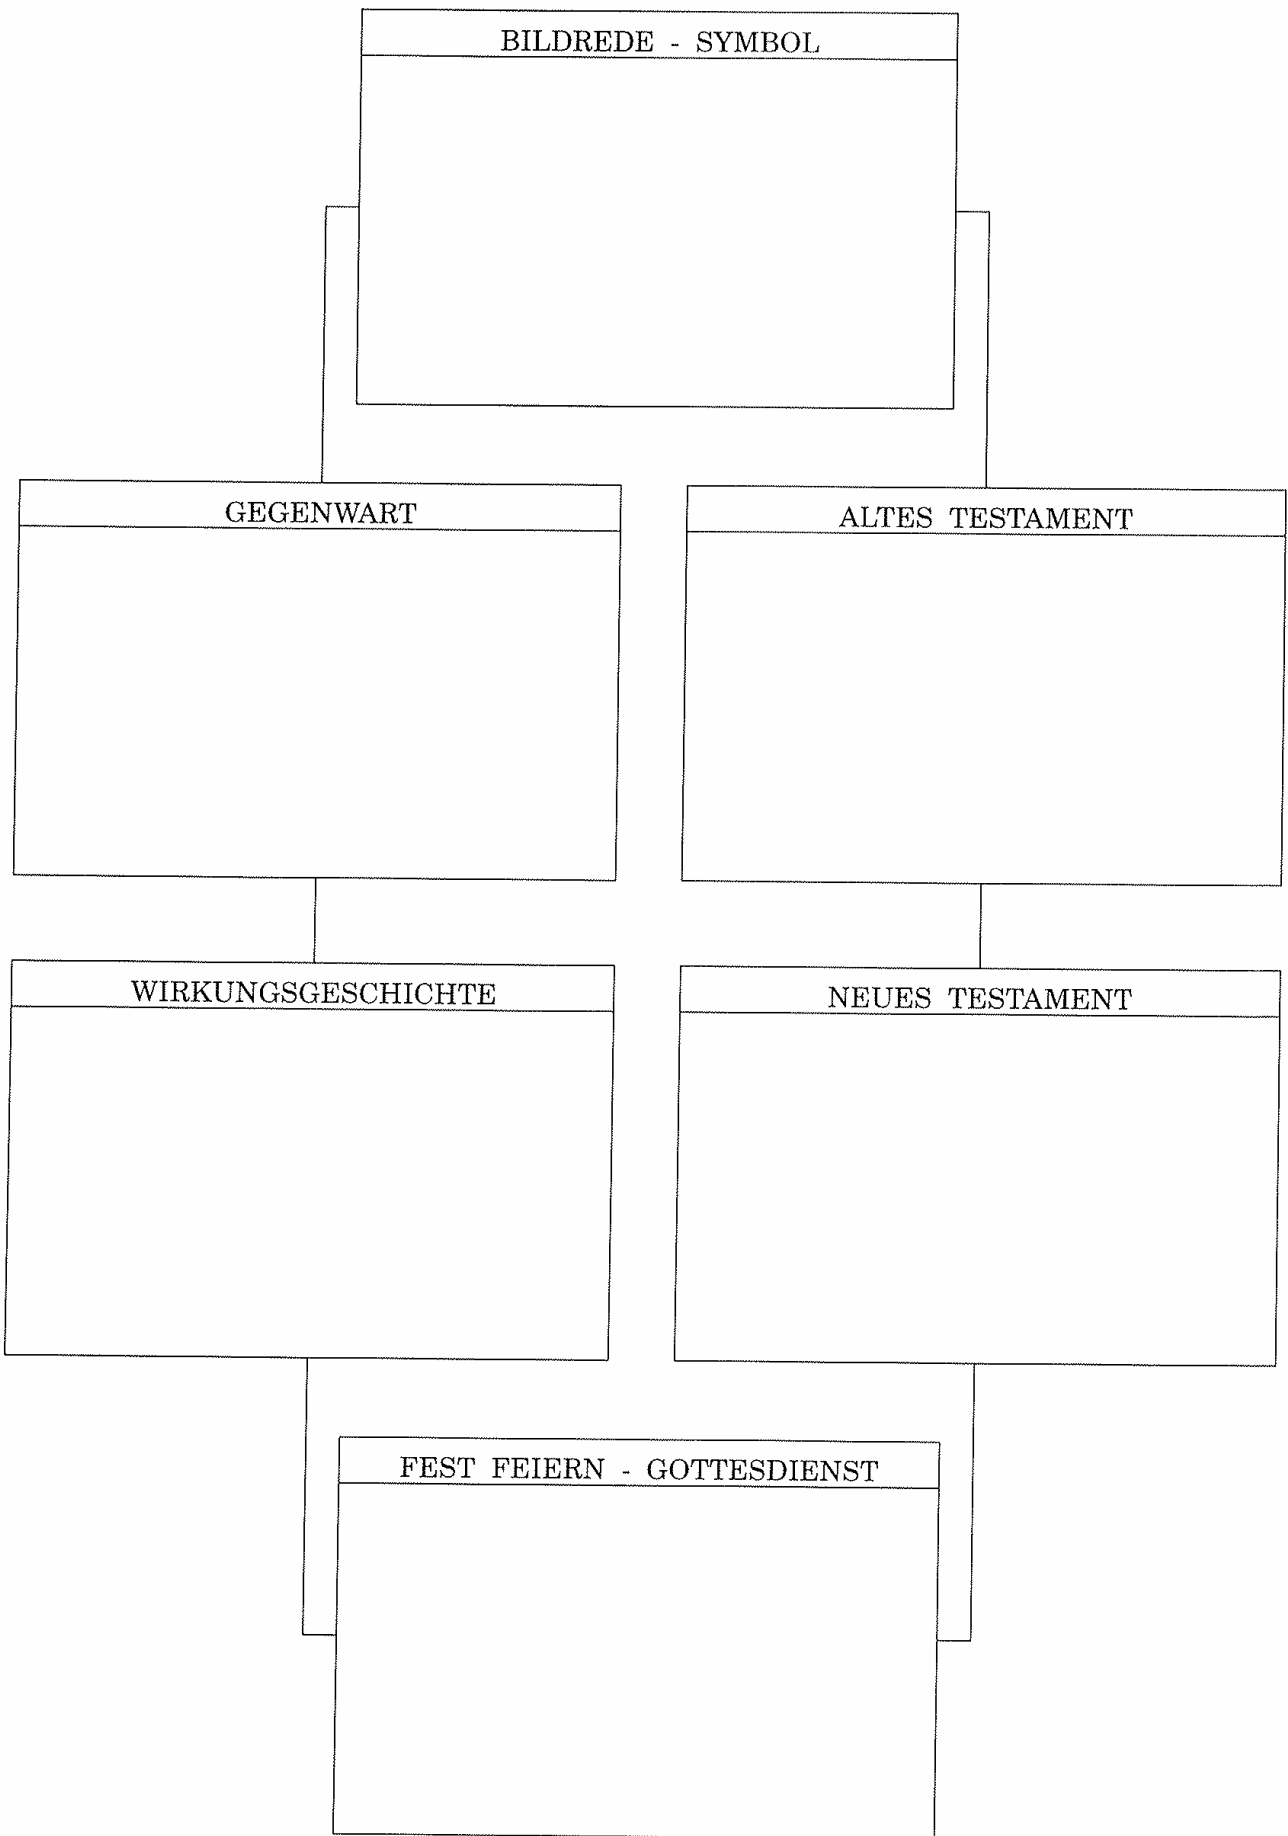 BILDREDE - SYMBOL
GEGENWART
ALTES TESTAMENT
WIRKUNGSGESCHICHTE
NEUES TESTAMENT
FEST FEIERN - GOTTESDIENST